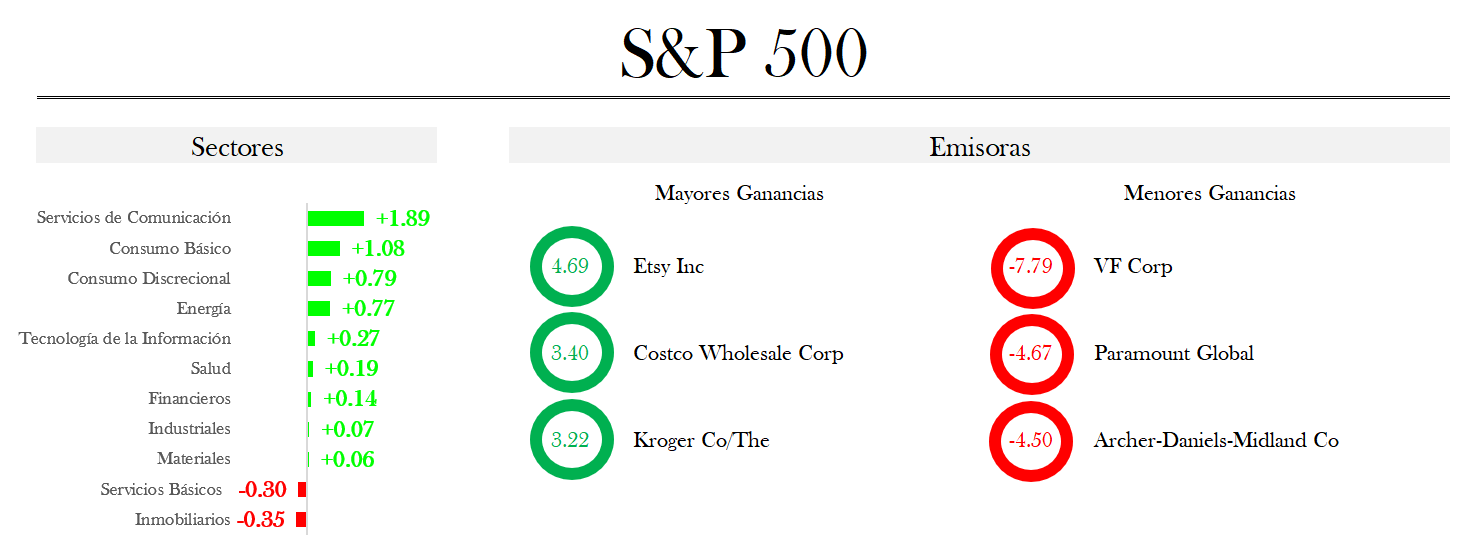 S&P 500
Sectores
Servicios de Comunicación +1.89
Consumo Básico +1.08
Consumo Discrecional +0.79
Energía +0.77
Tecnología de la Información +0.27
Salud +0.19
Financieros +0.14
Industriales +0.07
Materiales +0.06
Servicios Básicos -0.30
Inmobiliarios -0.35
Emisoras
Mayores Ganancias
4.69 Etsy Inc
3.40 Costco Wholesale Corp
3.22 Kroger Co/The
Menores Ganancias
-7.79 VF Corp
-4.67 Paramount Global
-4.50 Archer-Daniels-Midland Co